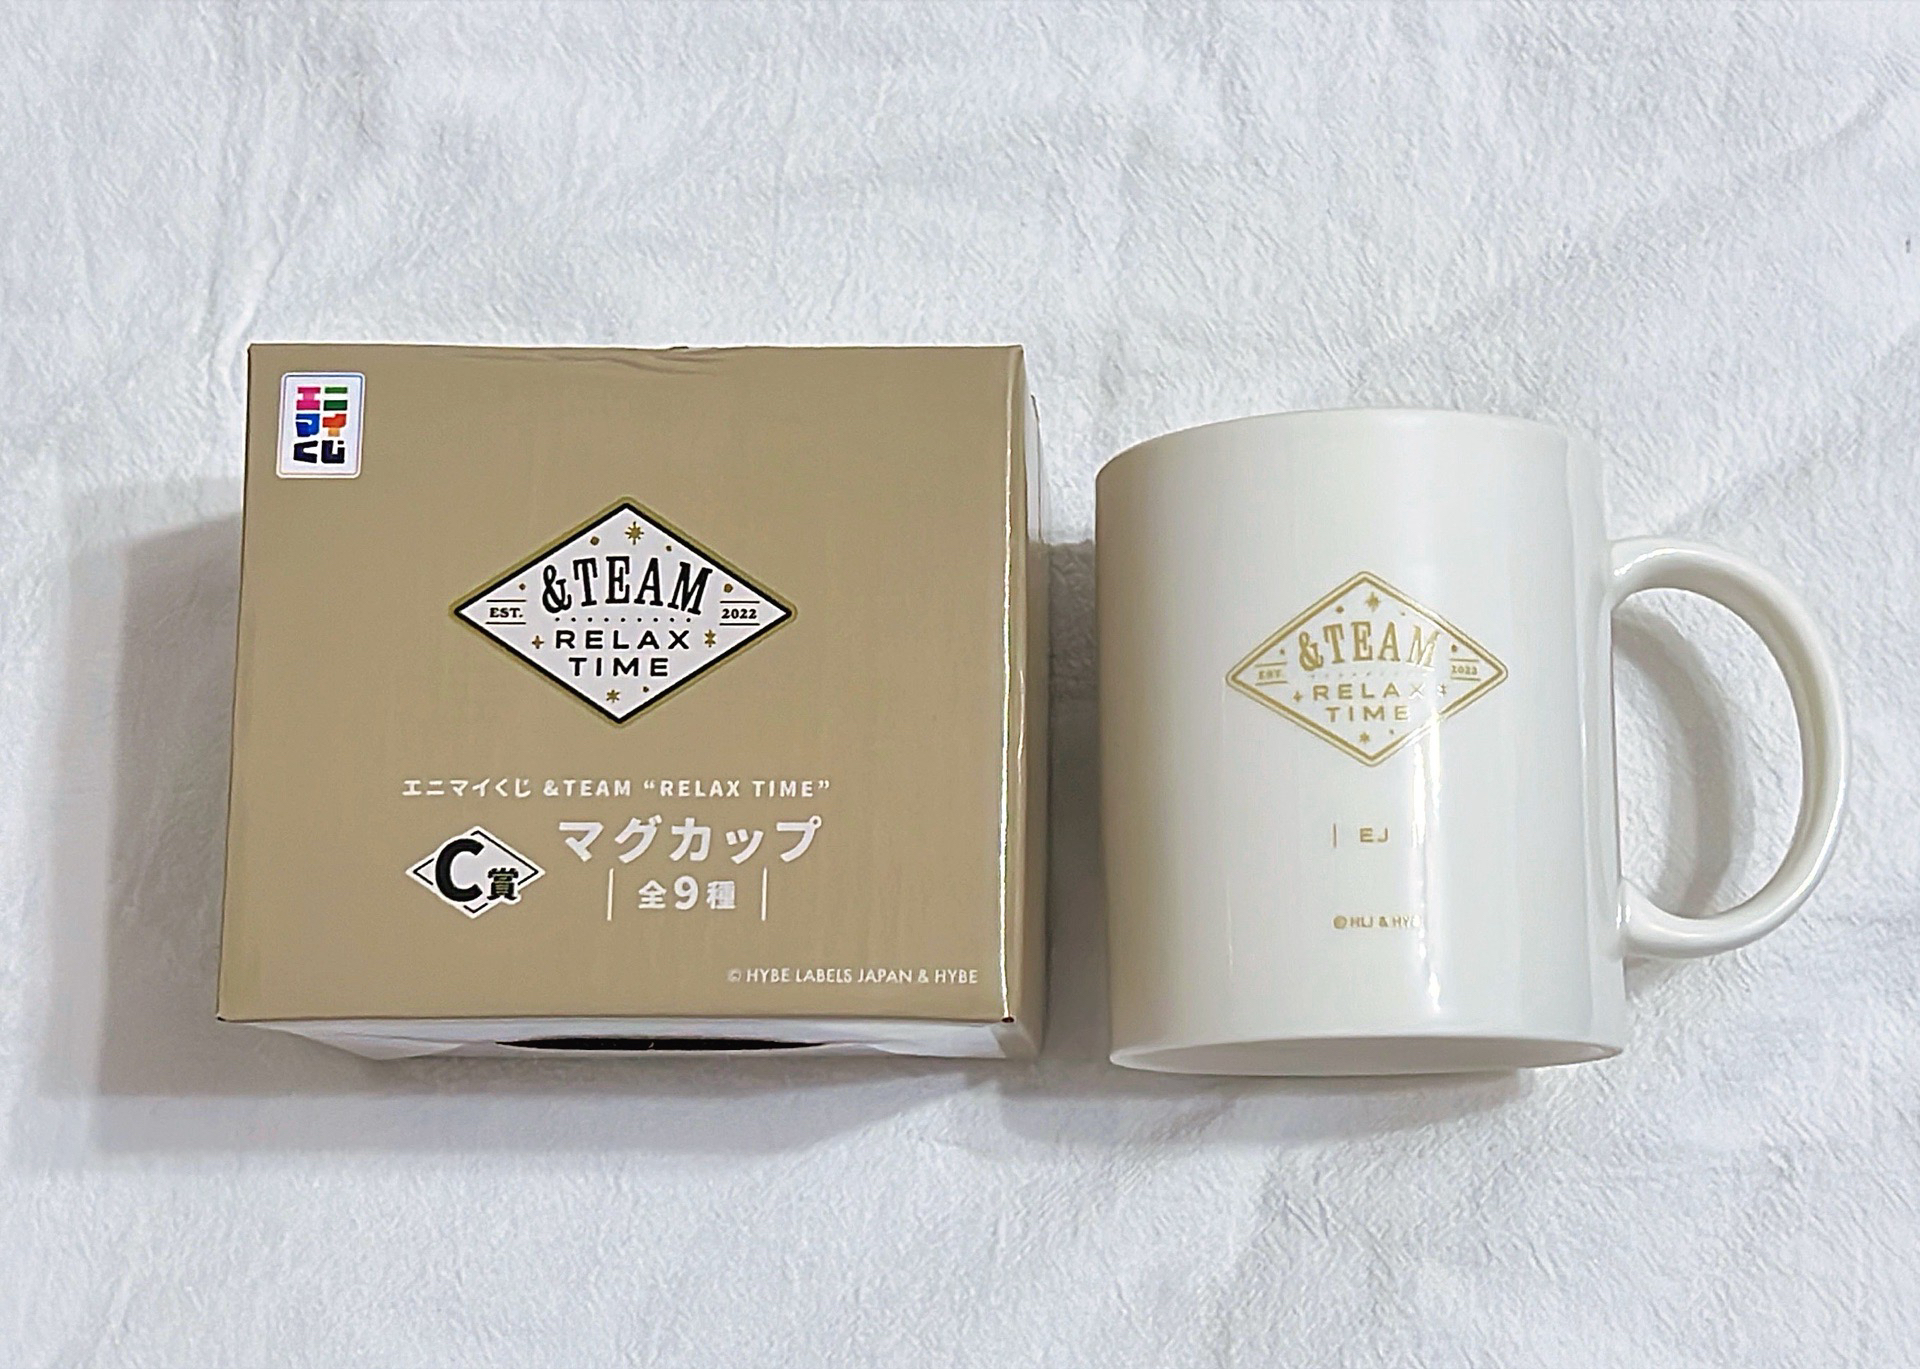 エニ
マイ
くじ
&TEAM
EST. 2022
RELAX
TIME
エニマイくじ &TEAM “RELAX TIME”
C賞 マグカップ
全9種
© HYBE LABELS JAPAN & HYBE
&TEAM
EST. 2022
RELAX
TIME
EJ
© HLJ &